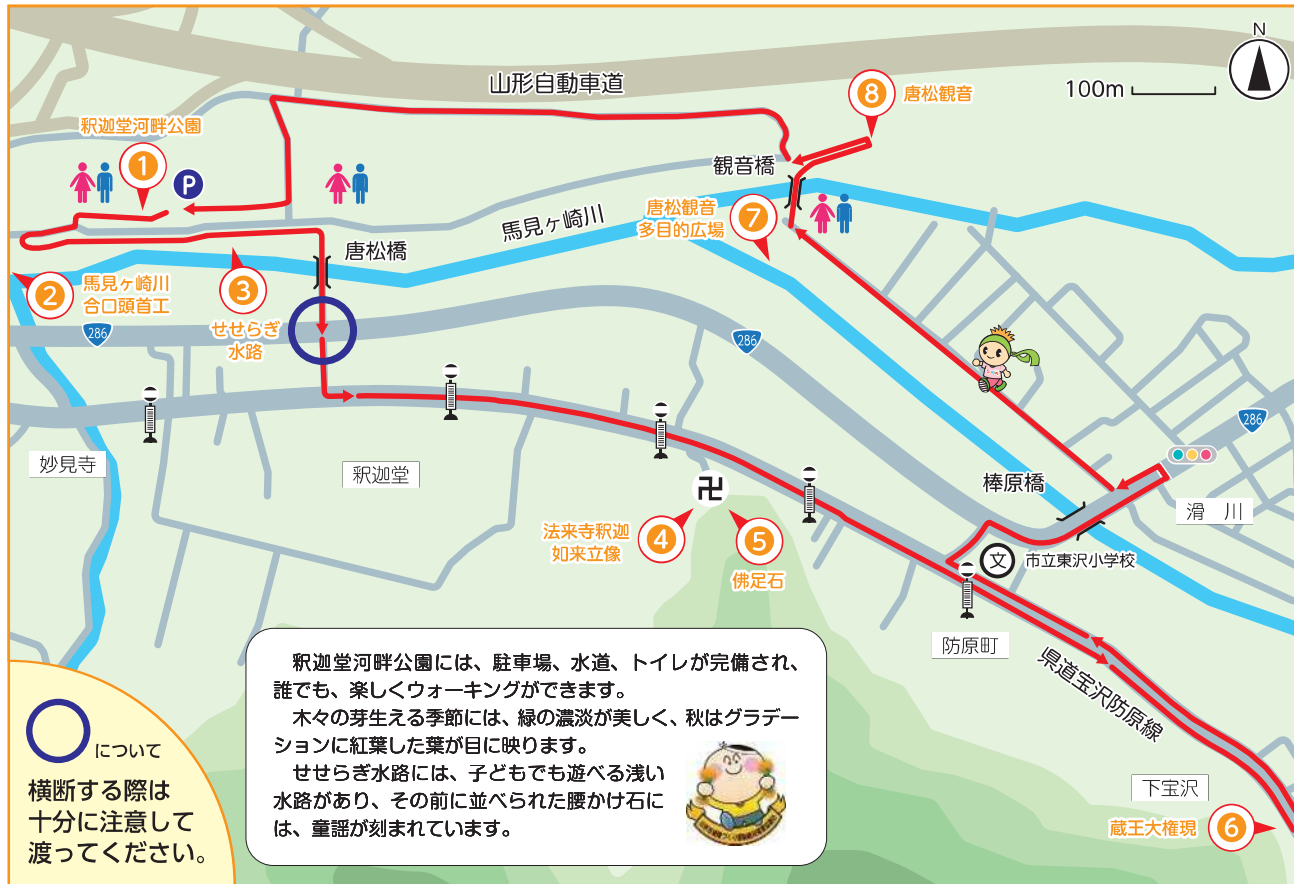 N
100m
山形自動車道
8 唐松観音
釈迦堂河畔公園
1
P
観音橋
唐松観音
多目的広場
7
馬見ヶ崎川
唐松橋
2
馬見ヶ崎川
合口頭首工
3
せせらぎ
水路
286
286
286
妙見寺
釈迦堂
棒原橋
滑 川
卍
法来寺釈迦
如来立像
4
5
佛足石
文
市立東沢小学校
防原町
県道宝沢防原線
下宝沢
蔵王大権現 6
釈迦堂河畔公園には、駐車場、水道、トイレが完備され、
誰でも、楽しくウォーキングができます。
木々の芽生える季節には、緑の濃淡が美しく、秋はグラデー
ションに紅葉した葉が目に映ります。
せせらぎ水路には、子どもでも遊べる浅い
水路があり、その前に並べられた腰かけ石に
は、童謡が刻まれています。
について
横断する際は
十分に注意して
渡ってください。